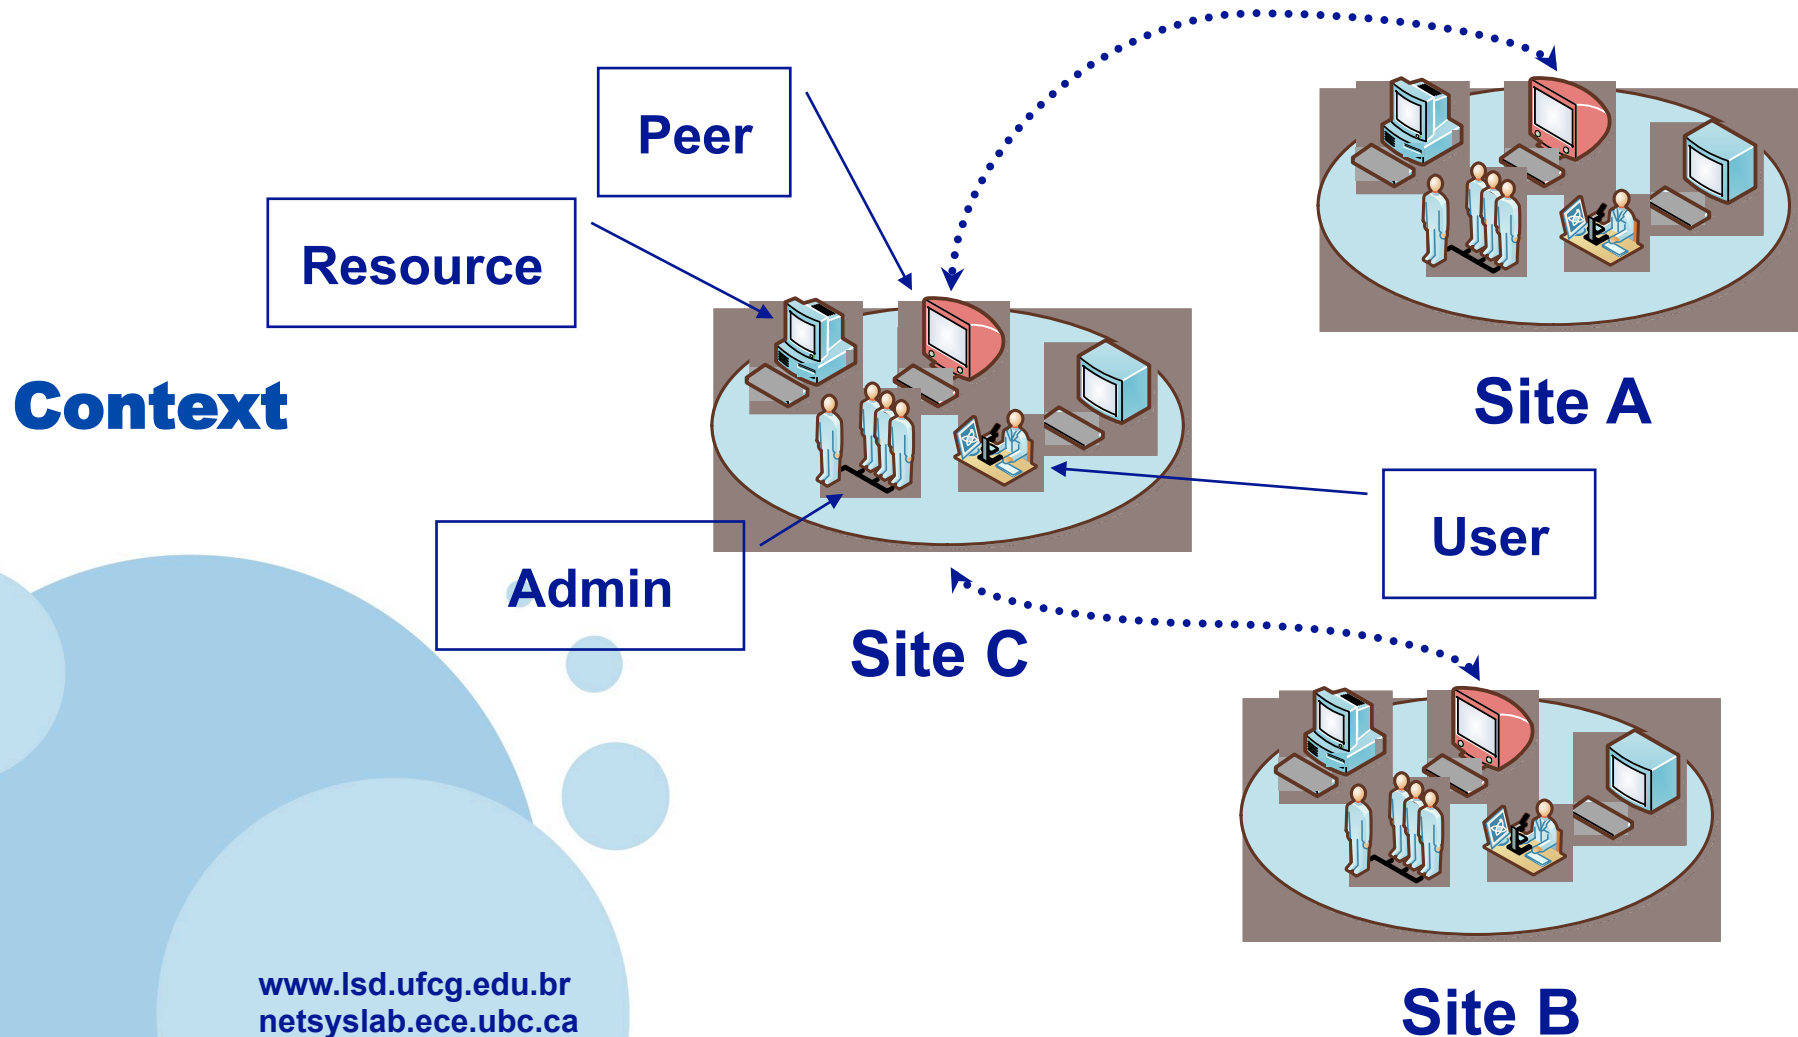 Peer
Resource
Context
Site A
User
Admin
Site C
www.lsd.ufcg.edu.br
netsyslab.ece.ubc.ca
Site B